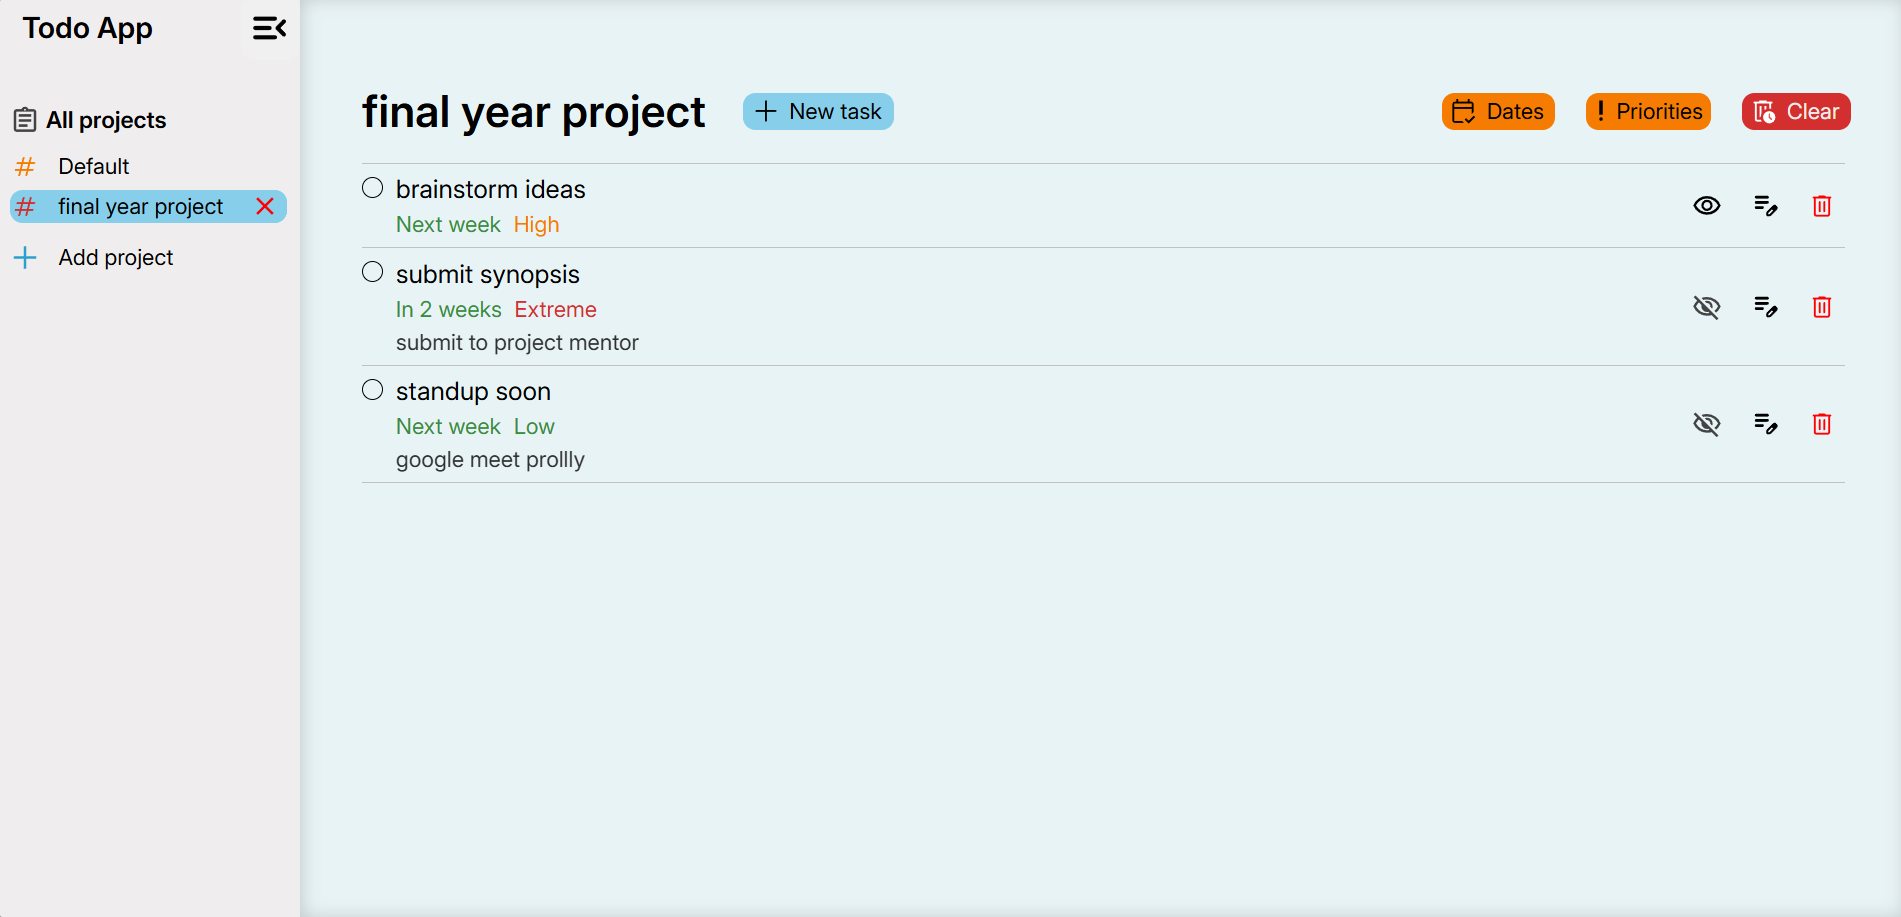 Todo App
All projects
# Default
# final year project
Add project
final year project
New task
Dates
! Priorities
Clear
brainstorm ideas
Next week High
submit synopsis
In 2 weeks Extreme
submit to project mentor
standup soon
Next week Low
google meet prollly